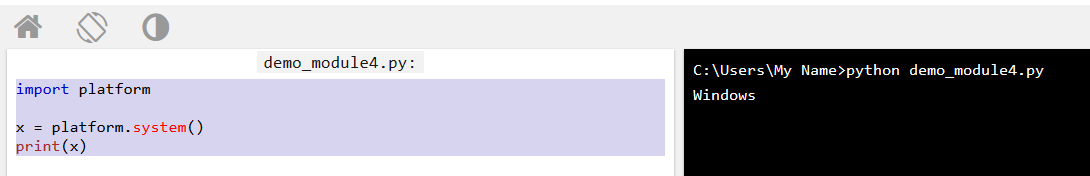 demo_module4.py:
import platform
x = platform.system()
print(x)
C:\Users\My Name>python demo_module4.py
Windows